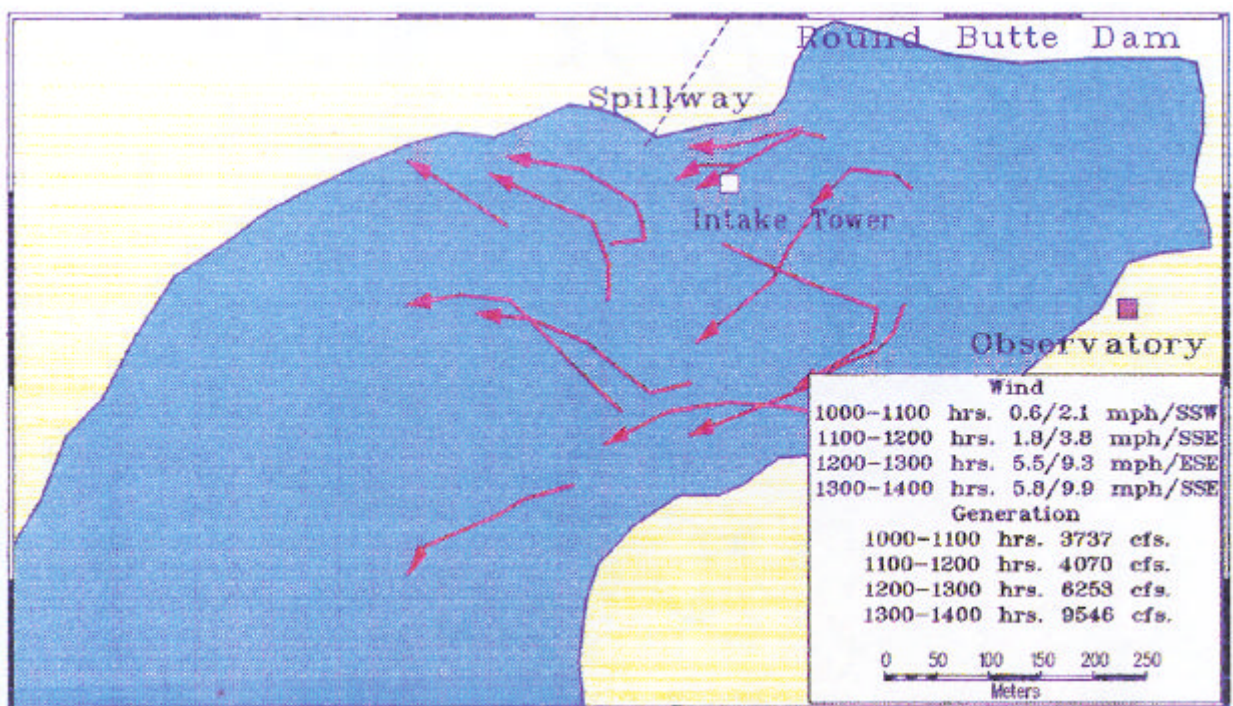 Round Butte Dam
Spillway
Intake Tower
Observatory
Wind
1000-1100 hrs. 0.6/2.1 mph/SSW
1100-1200 hrs. 1.8/3.8 mph/SSE
1200-1300 hrs. 5.5/9.3 mph/ESE
1300-1400 hrs. 5.8/9.9 mph/SSE
Generation
1000-1100 hrs. 3737 cfs.
1100-1200 hrs. 4070 cfs.
1200-1300 hrs. 6253 cfs.
1300-1400 hrs. 9546 cfs.
0 50 100 150 200 250
Meters